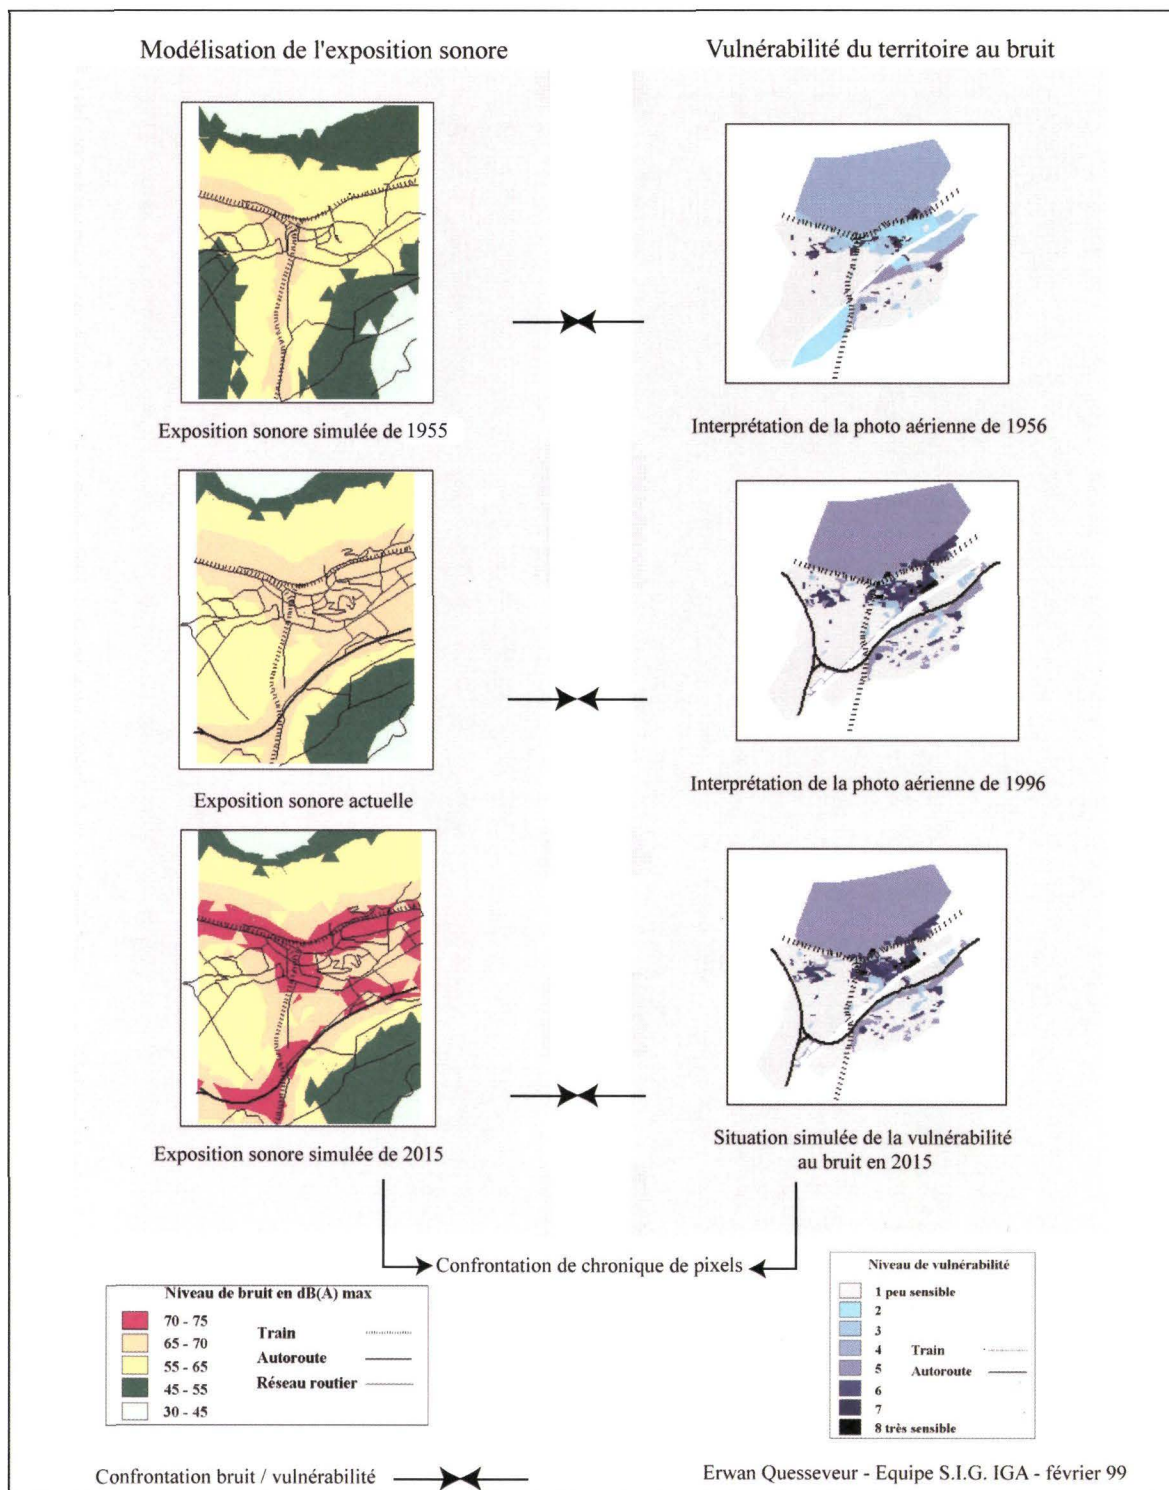 Modélisation de l'exposition sonore
Vulnérabilité du territoire au bruit
Exposition sonore simulée de 1955
Interprétation de la photo aérienne de 1956
Exposition sonore actuelle
Interprétation de la photo aérienne de 1996
Exposition sonore simulée de 2015
Situation simulée de la vulnérabilité
au bruit en 2015
Confrontation de chronique de pixels
Niveau de bruit en dB(A) max
70 - 75
65 - 70
55 - 65
45 - 55
30 - 45
Train
Autoroute
Réseau routier
Niveau de vulnérabilité
1 peu sensible
2
3
4
5
6
7
8 très sensible
Train
Autoroute
Confrontation bruit / vulnérabilité
Erwan Quesseveur - Equipe S.I.G. IGA - février 99